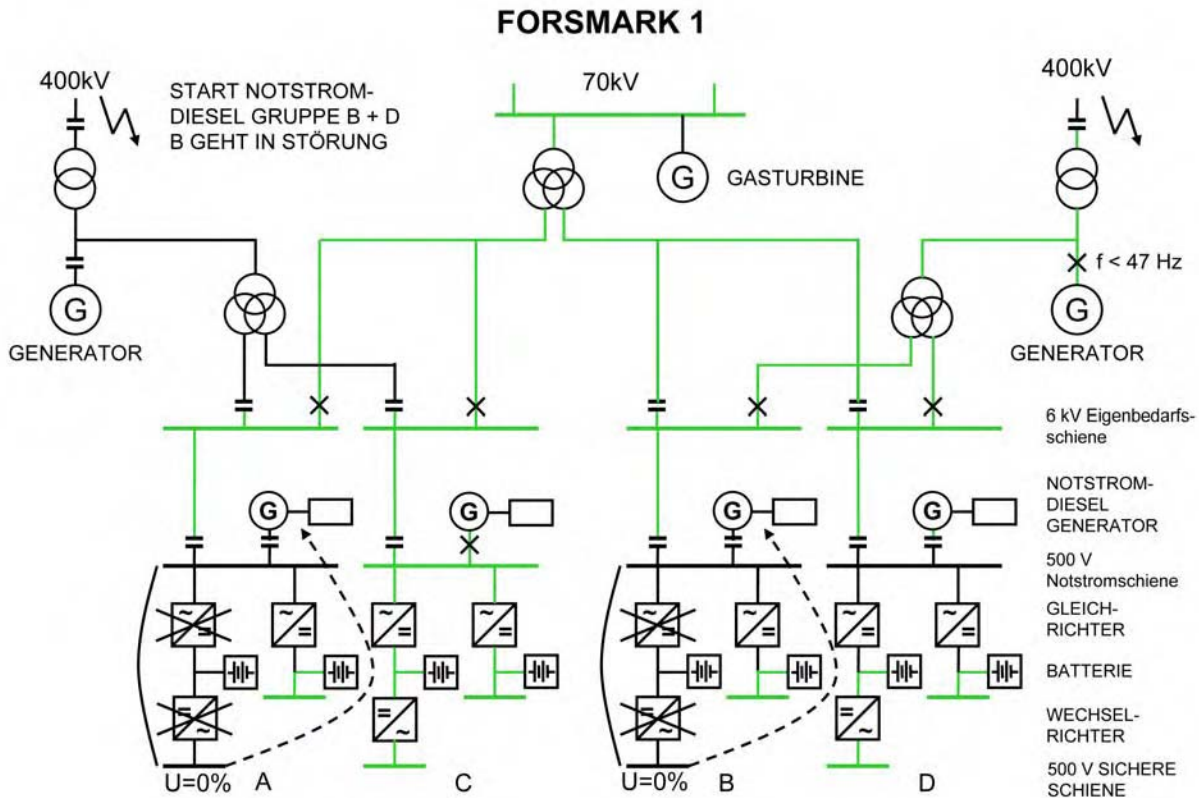 FORSMARK 1
400kV
START NOTSTROM-
DIESEL GRUPPE B + D
B GEHT IN STÖRUNG
70kV
400kV
G
GASTURBINE
f < 47 Hz
G
GENERATOR
G
GENERATOR
6 kV Eigenbedarfs-
schiene
G
G
G
G
NOTSTROM-
DIESEL
GENERATOR
500 V
Notstromschiene
GLEICH-
RICHTER
BATTERIE
WECHSEL-
RICHTER
500 V SICHERE
SCHIENE
U=0%
A
C
U=0%
B
D